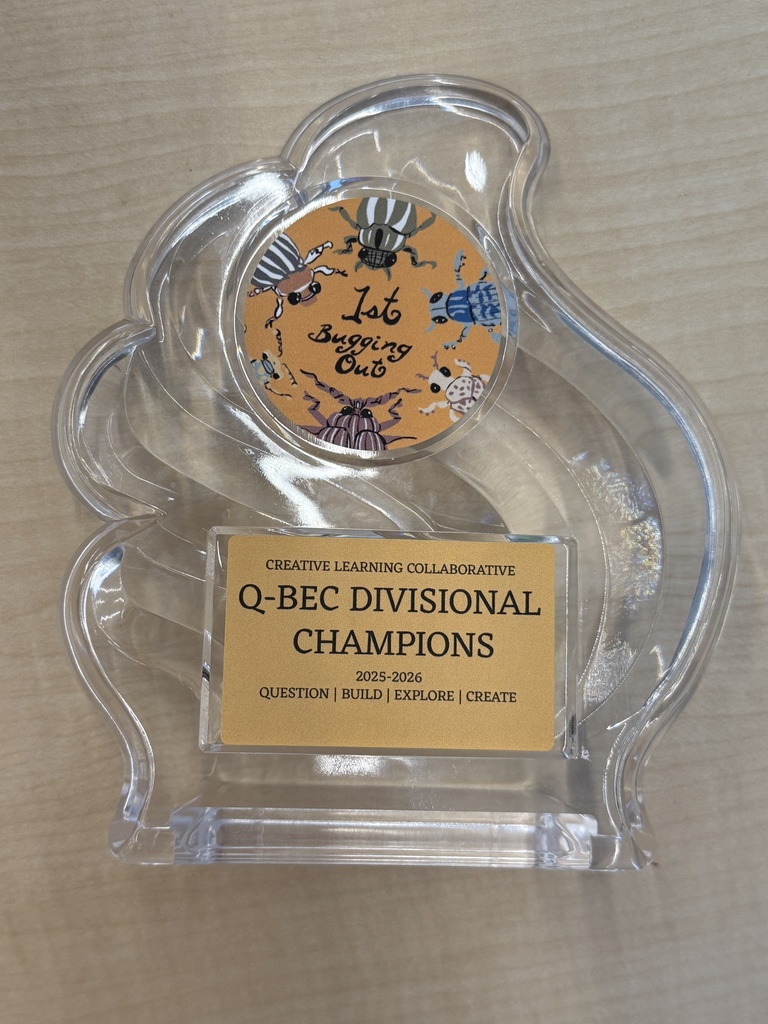 1st
Bugging
Out
CREATIVE LEARNING COLLABORATIVE
Q-BEC DIVISIONAL
CHAMPIONS
2025-2026
QUESTION | BUILD | EXPLORE | CREATE